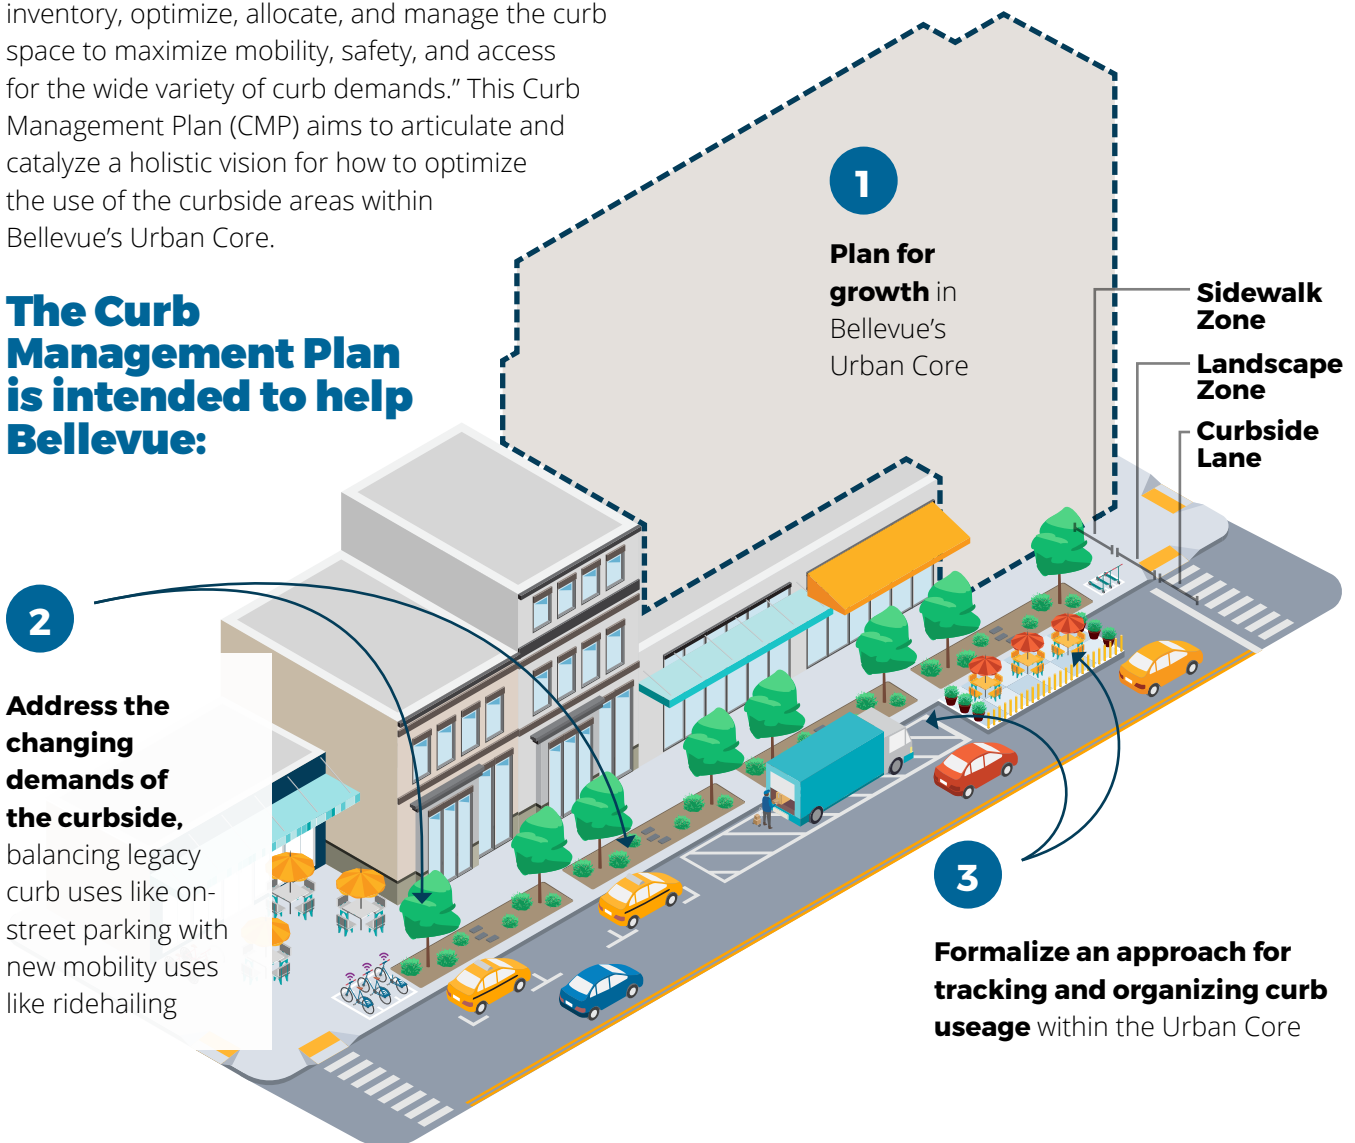 inventory, optimize, allocate, and manage the curb
space to maximize mobility, safety, and access
for the wide variety of curb demands.” This Curb
Management Plan (CMP) aims to articulate and
catalyze a holistic vision for how to optimize
the use of the curbside areas within
Bellevue’s Urban Core.
The Curb
Management Plan
is intended to help
Bellevue:
1
Plan for
growth in
Bellevue’s
Urban Core
Sidewalk
Zone
Landscape
Zone
Curbside
Lane
2
Address the
changing
demands of
the curbside,
balancing legacy
curb uses like on-
street parking with
new mobility uses
like ridehailing
3
Formalize an approach for
tracking and organizing curb
useage within the Urban Core